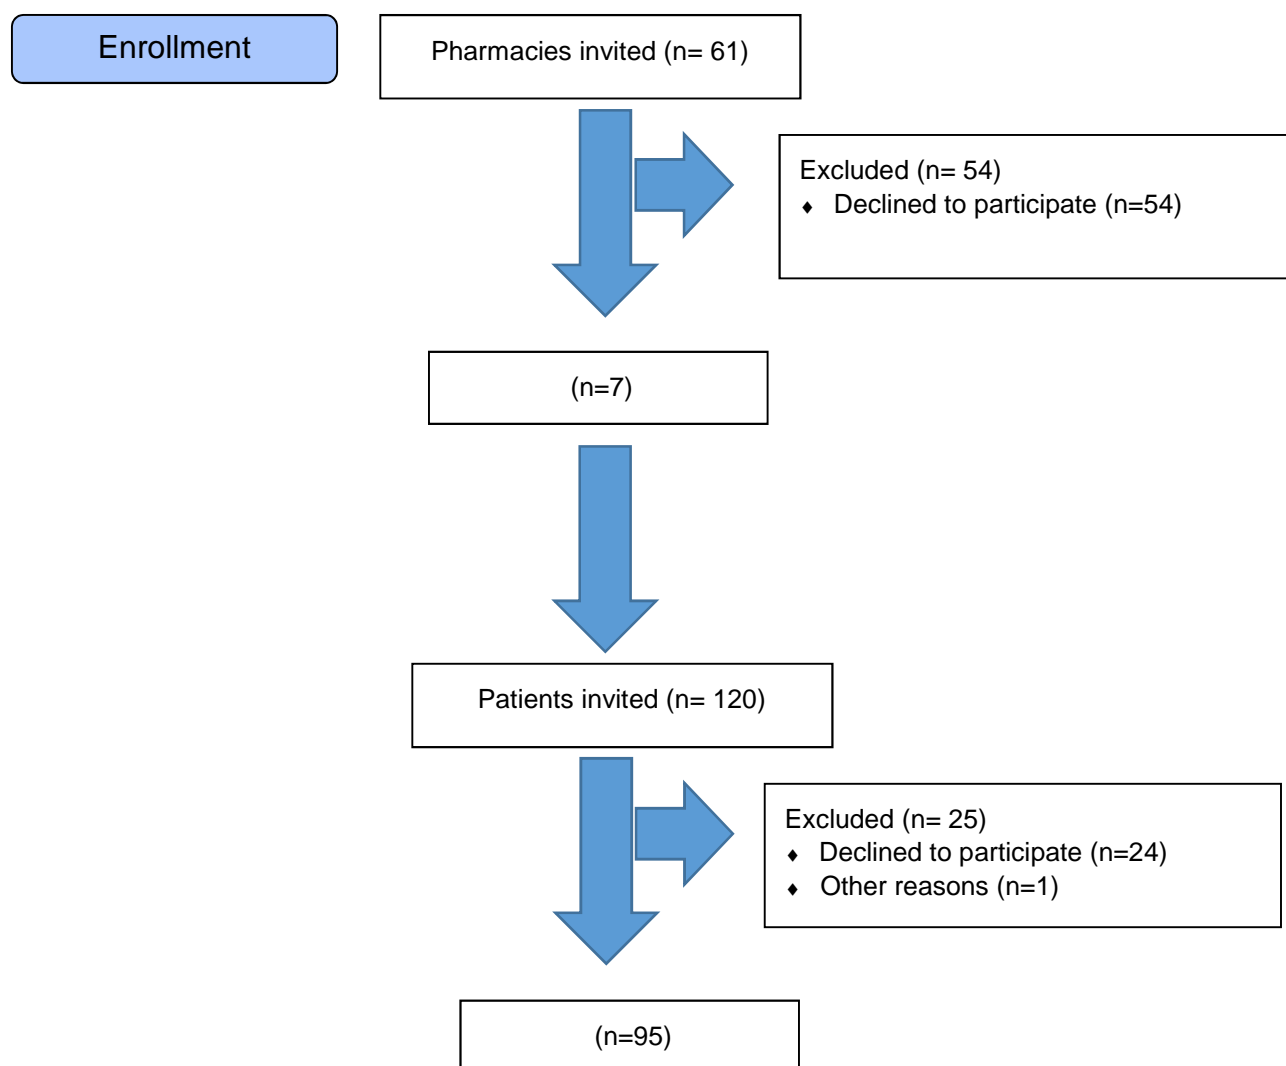 Enrollment
Pharmacies invited (n= 61)
Excluded (n= 54)
♦ Declined to participate (n=54)
(n=7)
Patients invited (n= 120)
Excluded (n= 25)
♦ Declined to participate (n=24)
♦ Other reasons (n=1)
(n=95)